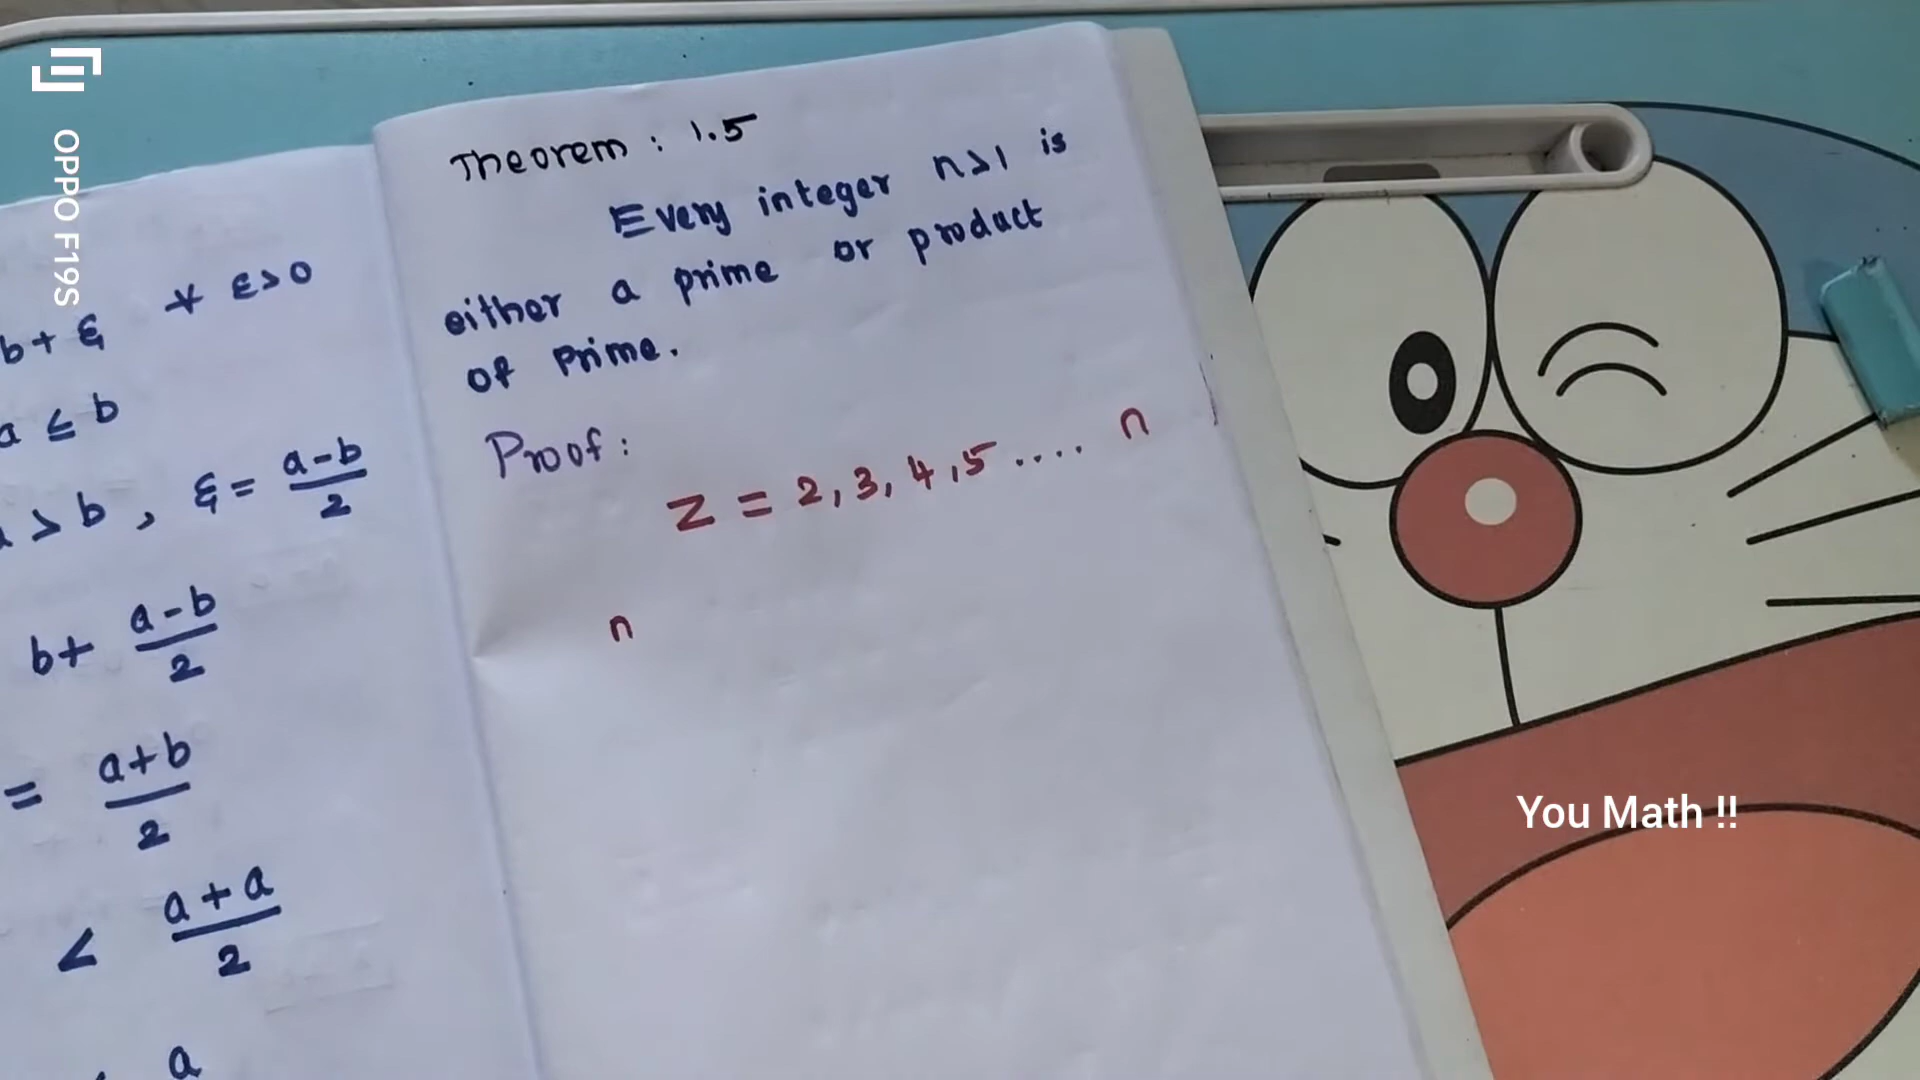 OPPO F19S
b+ε ∀ ε>0
a ≤ b
> b, ε = a-b/2
b+ a-b/2
= a+b/2
< a+a/2
a
Theorem : 1.5
Every integer n>1 is
either a prime or product
of prime.
Proof :
Z = 2, 3, 4, 5 .... n
n
You Math !!